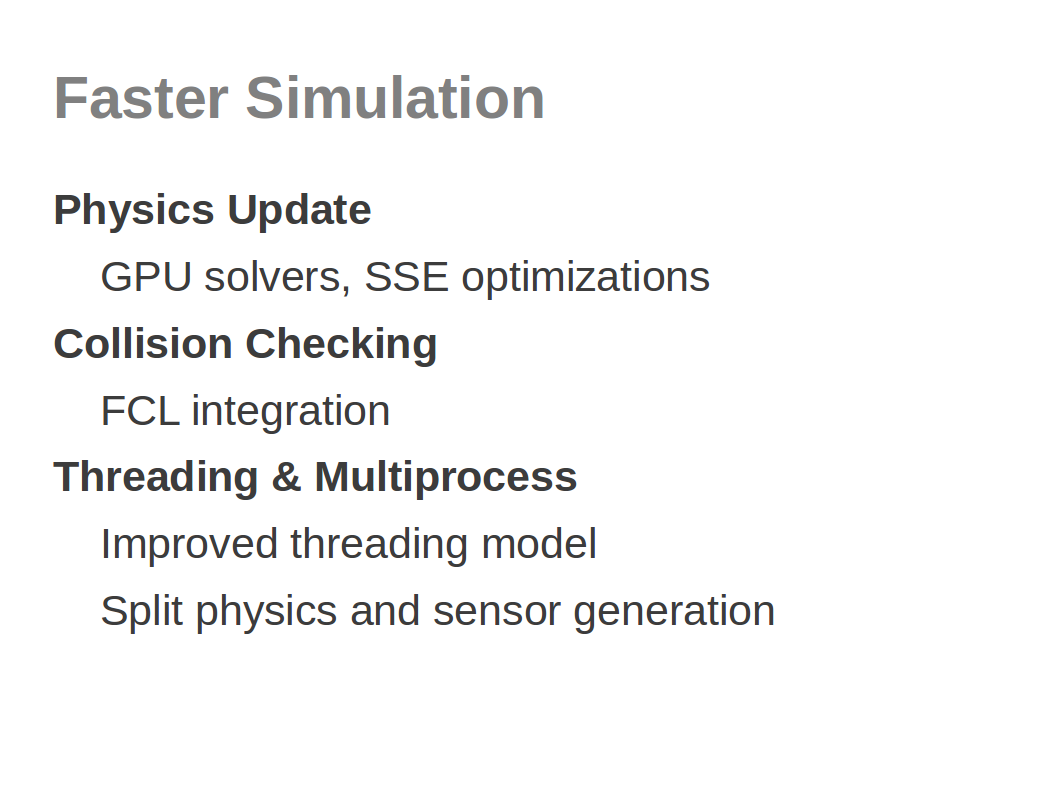 Faster Simulation
Physics Update
GPU solvers, SSE optimizations
Collision Checking
FCL integration
Threading & Multiprocess
Improved threading model
Split physics and sensor generation